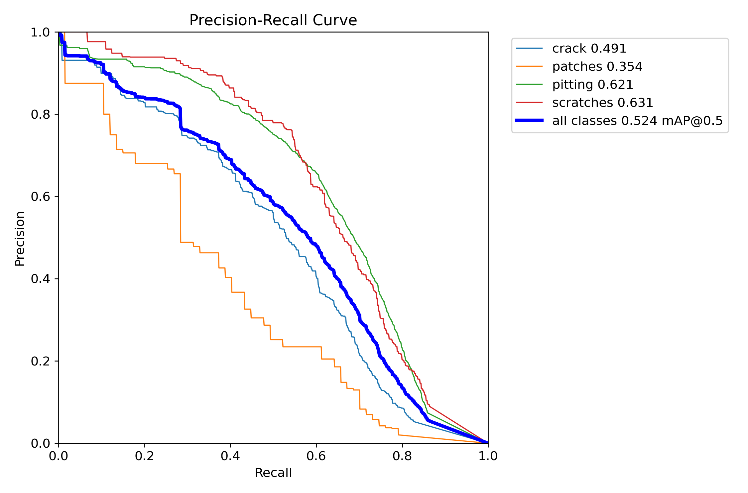 Precision-Recall Curve
1.0
0.8
0.6
0.4
0.2
0.0
Precision
0.0 0.2 0.4 0.6 0.8 1.0
Recall
crack 0.491
patches 0.354
pitting 0.621
scratches 0.631
all classes 0.524 mAP@0.5